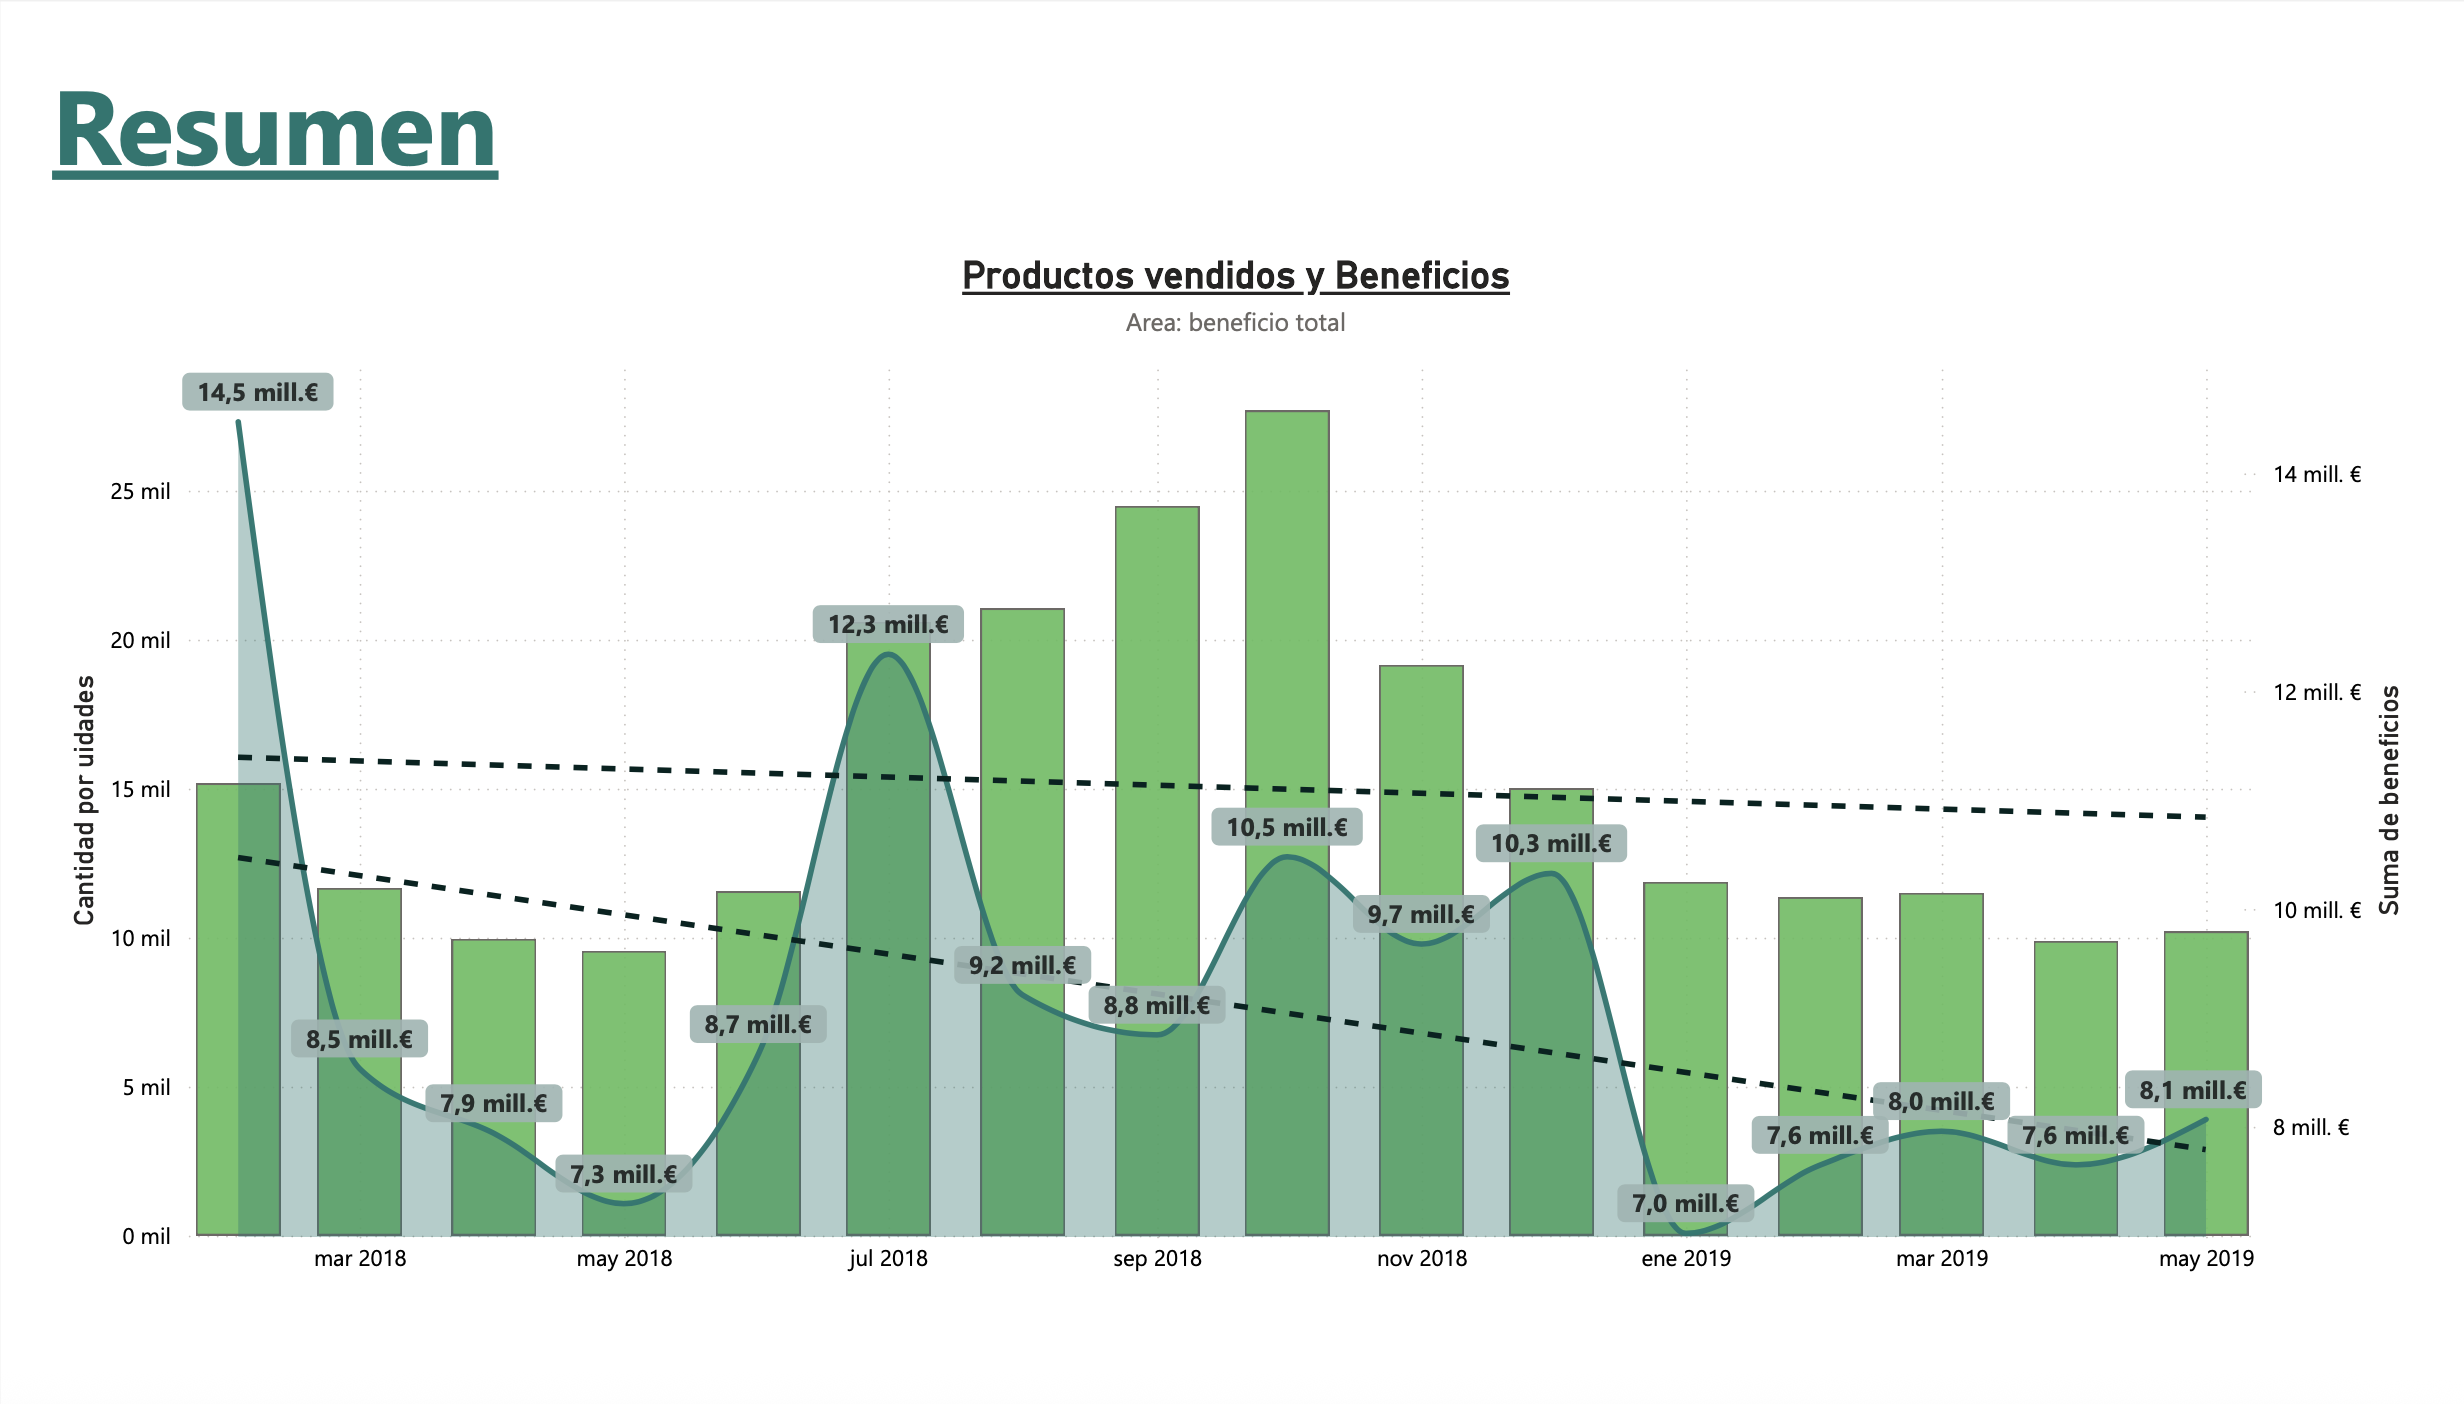 Resumen
Productos vendidos y Beneficios
Area: beneficio total
Cantidad por uidades
25 mil
20 mil
15 mil
10 mil
5 mil
0 mil
14,5 mill.€
8,5 mill.€
7,9 mill.€
7,3 mill.€
8,7 mill.€
12,3 mill.€
9,2 mill.€
8,8 mill.€
10,5 mill.€
9,7 mill.€
10,3 mill.€
7,0 mill.€
7,6 mill.€
8,0 mill.€
7,6 mill.€
8,1 mill.€
14 mill. €
12 mill. €
10 mill. €
8 mill. €
Suma de beneficios
mar 2018
may 2018
jul 2018
sep 2018
nov 2018
ene 2019
mar 2019
may 2019